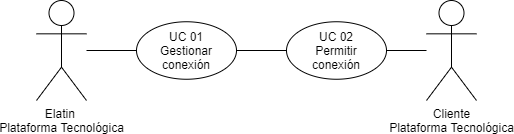 UC 01
Gestionar
conexión
UC 02
Permitir
conexión
Elatin
Plataforma Tecnológica
Cliente
Plataforma Tecnológica